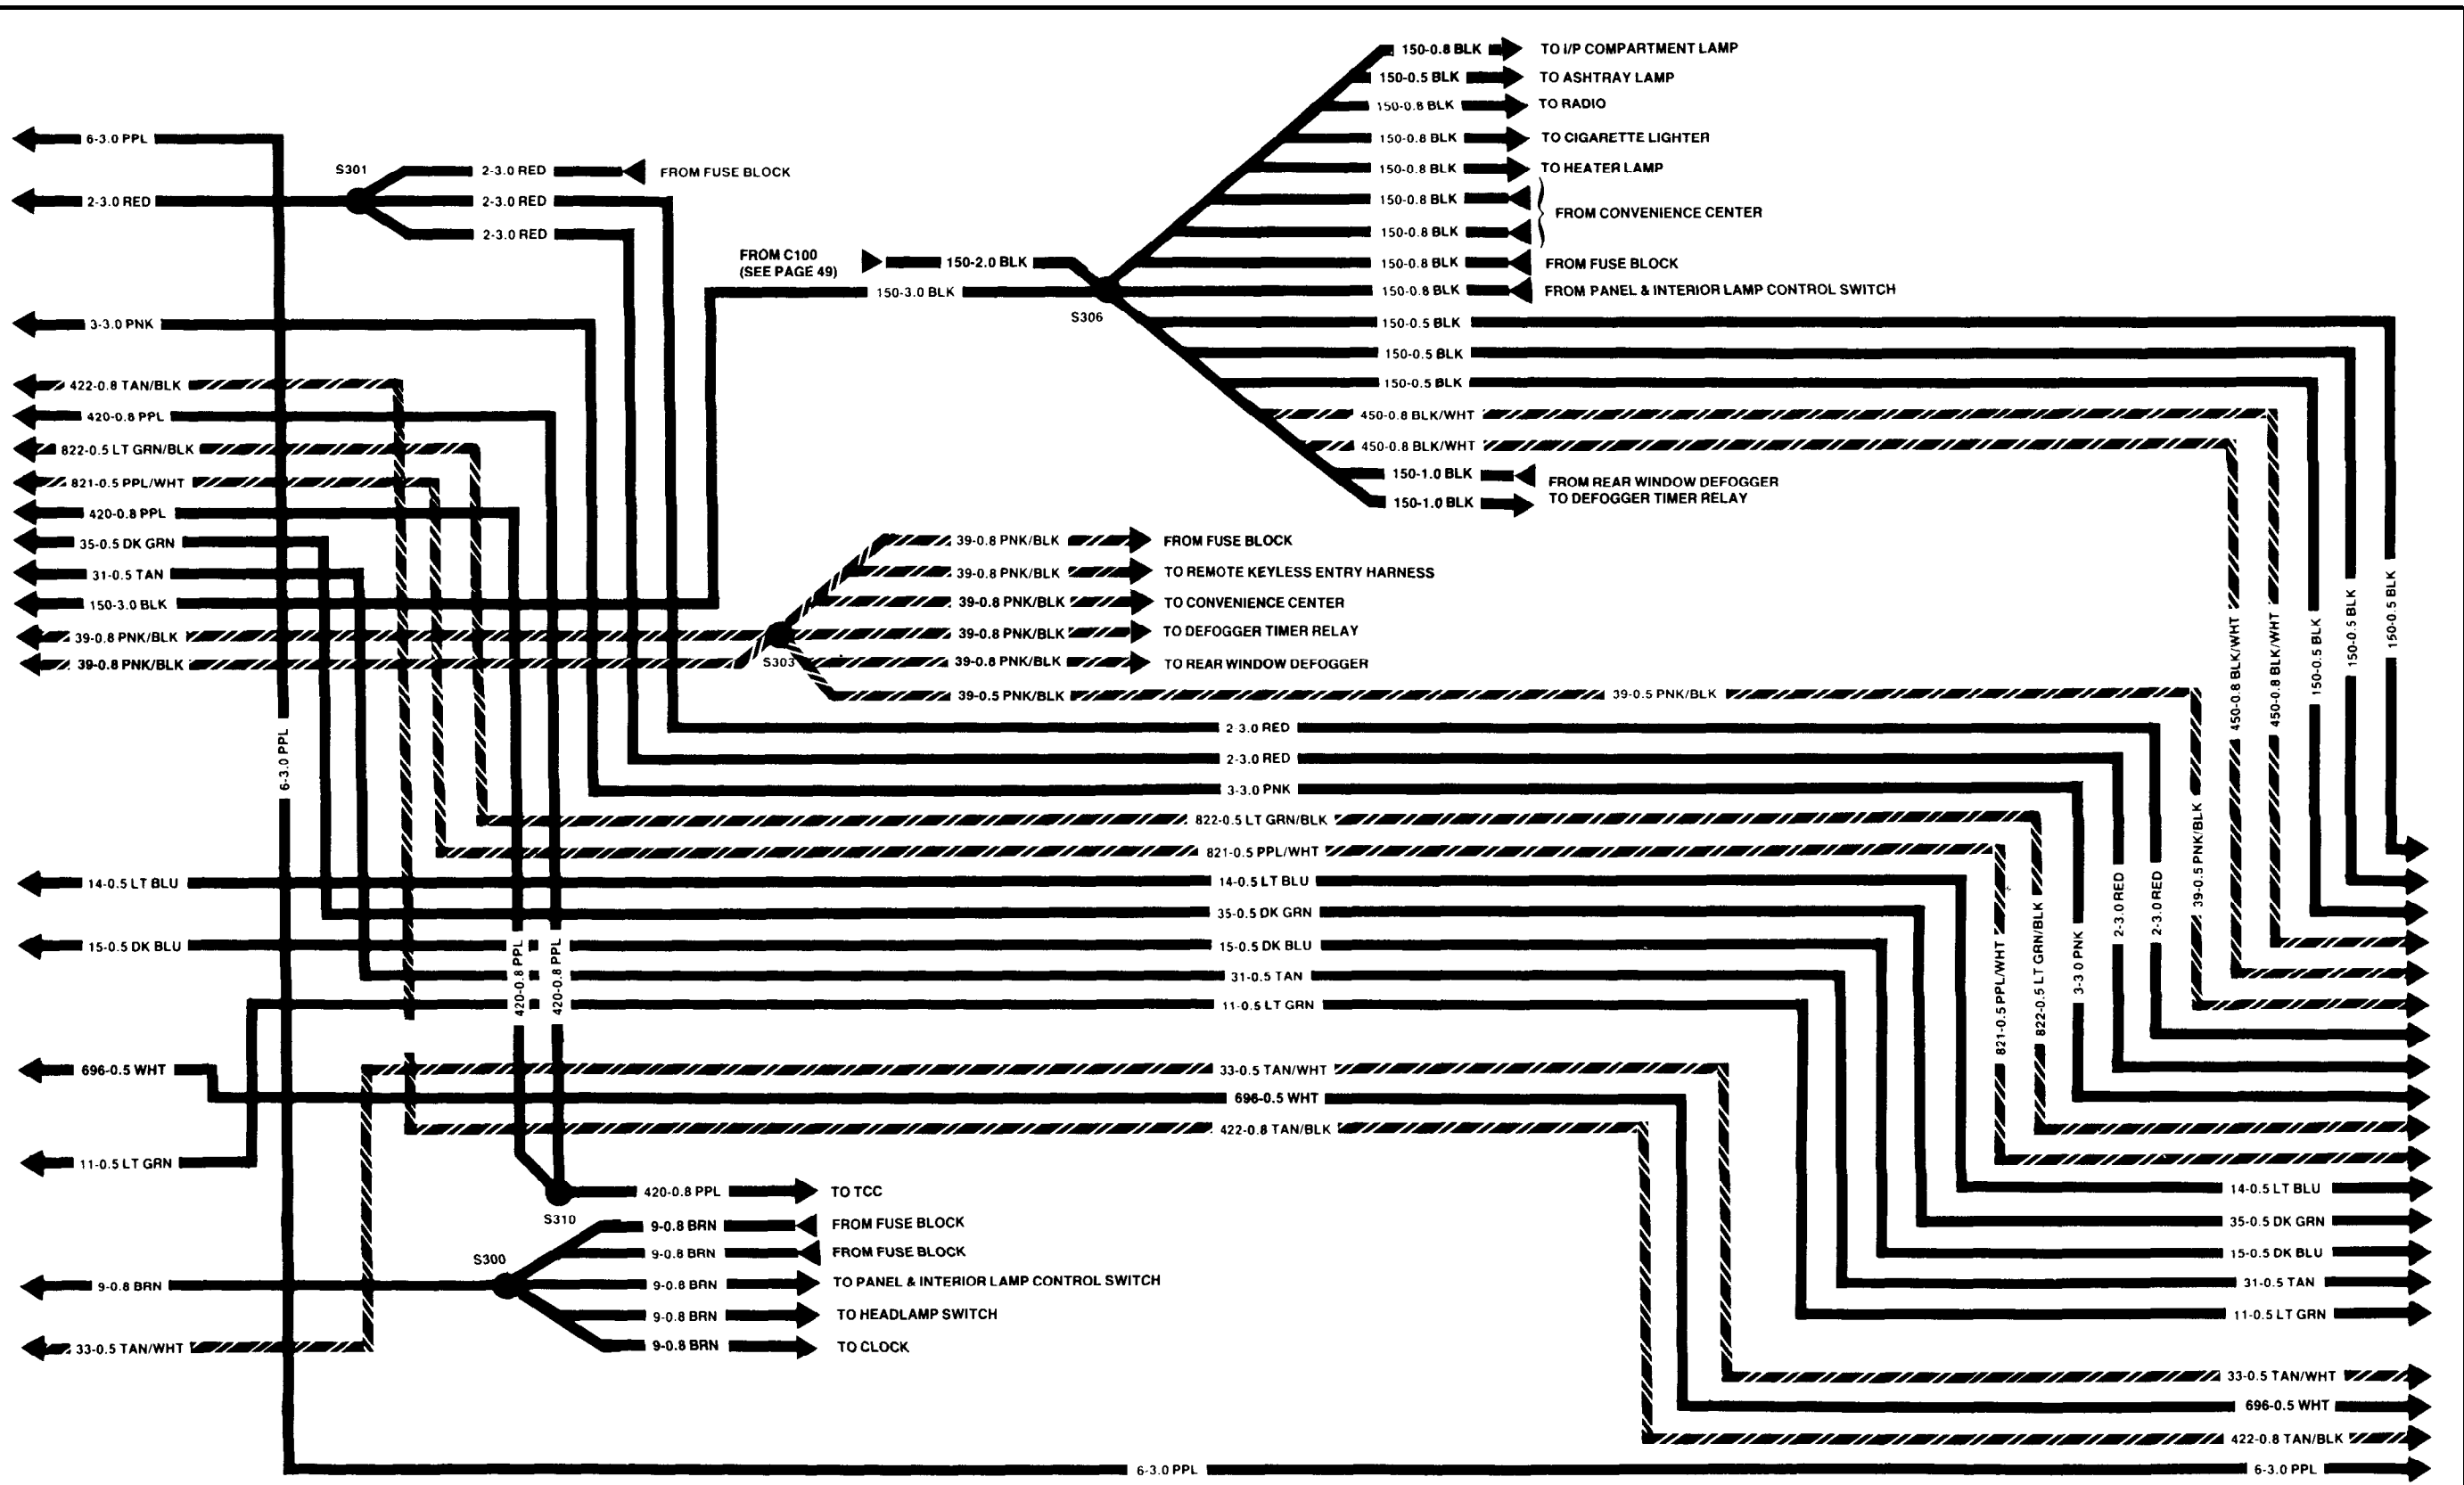 150-0.8 BLK TO I/P COMPARTMENT LAMP
150-0.5 BLK TO ASHTRAY LAMP
150-0.8 BLK TO RADIO
6-3.0 PPL
150-0.8 BLK TO CIGARETTE LIGHTER
S301
2-3.0 RED FROM FUSE BLOCK
150-0.8 BLK TO HEATER LAMP
2-3.0 RED
2-3.0 RED
150-0.8 BLK
FROM CONVENIENCE CENTER
2-3.0 RED
150-0.8 BLK
FROM C100
(SEE PAGE 49)
150-2.0 BLK
150-0.8 BLK FROM FUSE BLOCK
150-3.0 BLK
150-0.8 BLK FROM PANEL & INTERIOR LAMP CONTROL SWITCH
S306
3-3.0 PNK
150-0.5 BLK
150-0.5 BLK
422-0.8 TAN/BLK
150-0.5 BLK
420-0.8 PPL
450-0.8 BLK/WHT
822-0.5 LT GRN/BLK
450-0.8 BLK/WHT
821-0.5 PPL/WHT
150-1.0 BLK FROM REAR WINDOW DEFOGGER
150-1.0 BLK TO DEFOGGER TIMER RELAY
420-0.8 PPL
35-0.5 DK GRN
39-0.8 PNK/BLK FROM FUSE BLOCK
31-0.5 TAN
39-0.8 PNK/BLK TO REMOTE KEYLESS ENTRY HARNESS
150-3.0 BLK
39-0.8 PNK/BLK TO CONVENIENCE CENTER
39-0.8 PNK/BLK
39-0.8 PNK/BLK TO DEFOGGER TIMER RELAY
39-0.8 PNK/BLK
S303
39-0.8 PNK/BLK TO REAR WINDOW DEFOGGER
39-0.5 PNK/BLK
39-0.5 PNK/BLK
450-0.8 BLK/WHT
450-0.8 BLK/WHT
150-0.5 BLK
150-0.5 BLK
150-0.5 BLK
6-3.0 PPL
2-3.0 RED
2-3.0 RED
3-3.0 PNK
822-0.5 LT GRN/BLK
821-0.5 PPL/WHT
14-0.5 LT BLU
14-0.5 LT BLU
35-0.5 DK GRN
15-0.5 DK BLU
15-0.5 DK BLU
31-0.5 TAN
11-0.5 LT GRN
420-0.8 PPL
420-0.8 PPL
821-0.5 PPL/WHT
822-0.5 LT GRN/BLK
3-3.0 PNK
2-3.0 RED
2-3.0 RED
39-0.5 PNK/BLK
696-0.5 WHT
33-0.5 TAN/WHT
696-0.5 WHT
422-0.8 TAN/BLK
11-0.5 LT GRN
420-0.8 PPL TO TCC
14-0.5 LT BLU
S310
9-0.8 BRN FROM FUSE BLOCK
35-0.5 DK GRN
S300
9-0.8 BRN FROM FUSE BLOCK
15-0.5 DK BLU
9-0.8 BRN
9-0.8 BRN TO PANEL & INTERIOR LAMP CONTROL SWITCH
31-0.5 TAN
9-0.8 BRN TO HEADLAMP SWITCH
11-0.5 LT GRN
33-0.5 TAN/WHT
9-0.8 BRN TO CLOCK
33-0.5 TAN/WHT
696-0.5 WHT
422-0.8 TAN/BLK
6-3.0 PPL
6-3.0 PPL